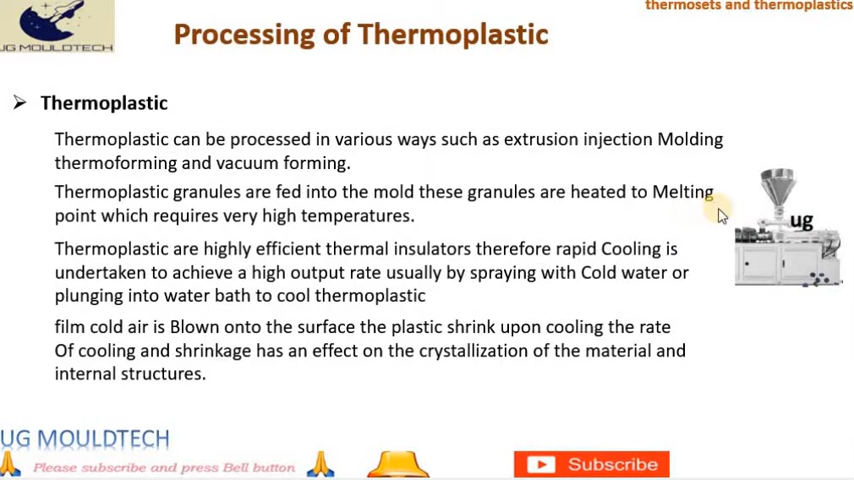 thermosets and thermoplastics
UG MOULDTECH
Processing of Thermoplastic
Thermoplastic
Thermoplastic can be processed in various ways such as extrusion injection Molding
thermoforming and vacuum forming.
Thermoplastic granules are fed into the mold these granules are heated to Melting
point which requires very high temperatures.
ug
Thermoplastic are highly efficient thermal insulators therefore rapid Cooling is
undertaken to achieve a high output rate usually by spraying with Cold water or
plunging into water bath to cool thermoplastic
film cold air is Blown onto the surface the plastic shrink upon cooling the rate
Of cooling and shrinkage has an effect on the crystallization of the material and
internal structures.
UG MOULDTECH
Please subscribe and press Bell button
Subscribe